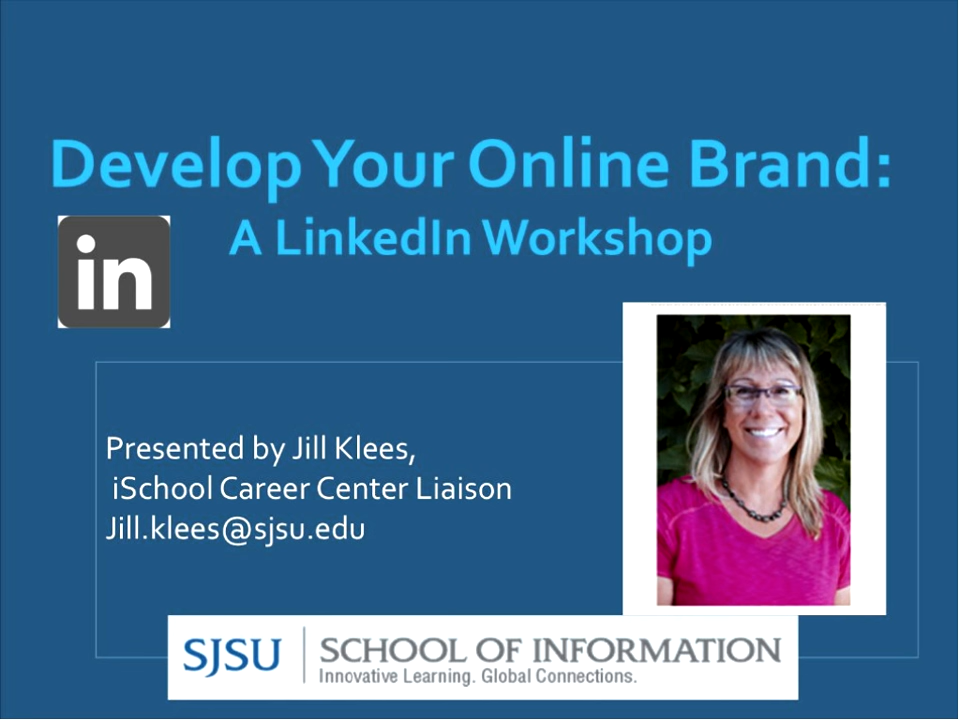 Develop Your Online Brand:
A LinkedIn Workshop
in
Presented by Jill Klees,
iSchool Career Center Liaison
Jill.klees@sjsu.edu
SJSU SCHOOL OF INFORMATION
Innovative Learning. Global Connections.